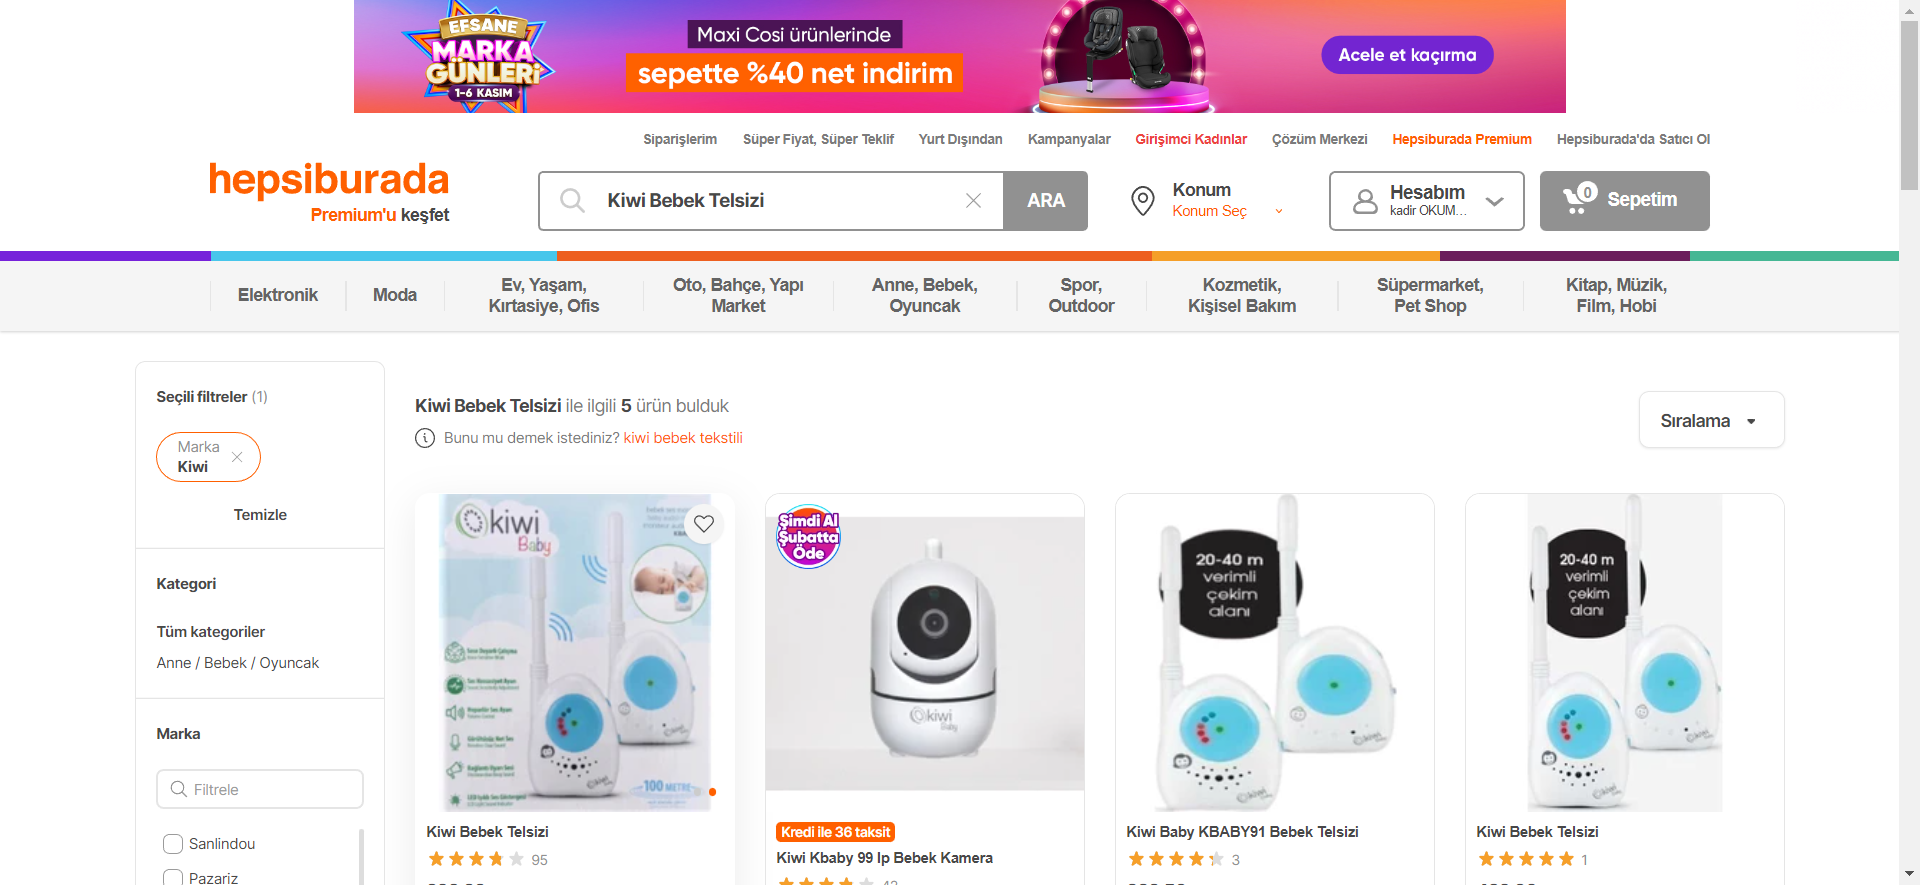 EFSANE
MARKA
GÜNLERİ
1-6 KASIM
Maxi Cosi ürünlerinde
sepette %40 net indirim
Acele et kaçırma
Siparişlerim
Süper Fiyat, Süper Teklif
Yurt Dışından
Kampanyalar
Girişimci Kadınlar
Çözüm Merkezi
Hepsiburada Premium
Hepsiburada'da Satıcı Ol
hepsiburada
Premium'u keşfet
Kiwi Bebek Telsizi
ARA
Konum
Konum Seç
Hesabım
kadir OKUM...
0
Sepetim
Elektronik
Moda
Ev, Yaşam,
Kırtasiye, Ofis
Oto, Bahçe, Yapı
Market
Anne, Bebek,
Oyuncak
Spor,
Outdoor
Kozmetik,
Kişisel Bakım
Süpermarket,
Pet Shop
Kitap, Müzik,
Film, Hobi
Seçili filtreler (1)
Marka
Kiwi
Temizle
Kategori
Tüm kategoriler
Anne / Bebek / Oyuncak
Marka
Filtrele
Sanlindou
Pazariz
Kiwi Bebek Telsizi ile ilgili 5 ürün bulduk
Bunu mu demek istediniz? kiwi bebek tekstili
Sıralama
kiwi
Baby
100 METRE
Kiwi Bebek Telsizi
95
Şimdi Al
Şubatta
Öde
kiwi
Baby
Kredi ile 36 taksit
Kiwi Kbaby 99 Ip Bebek Kamera
20-40 m
verimli
çekim
alanı
kiwi
Kiwi Baby KBABY91 Bebek Telsizi
3
20-40 m
verimli
çekim
alanı
kiwi
Kiwi Bebek Telsizi
1